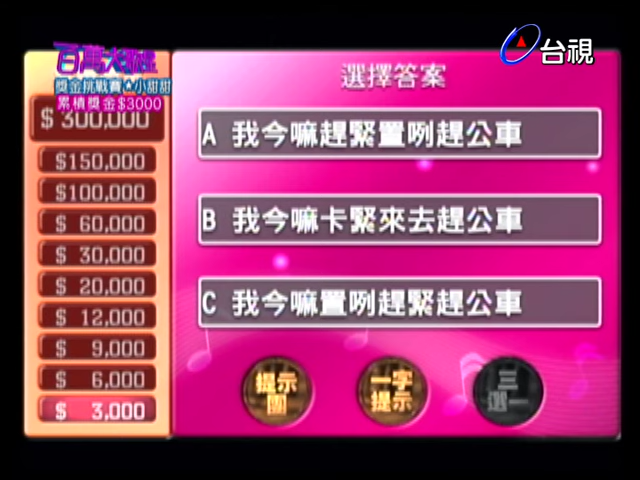 百萬大歌星
獎金挑戰賽 小甜甜
累積獎金$3000
台視
選擇答案
$ 300,000
$150,000
$100,000
$ 60,000
$ 30,000
$ 20,000
$ 12,000
$ 9,000
$ 6,000
$ 3,000
A 我今嘛趕緊置咧趕公車
B 我今嘛卡緊來去趕公車
C 我今嘛置咧趕緊趕公車
提示團
一字提示
三選一